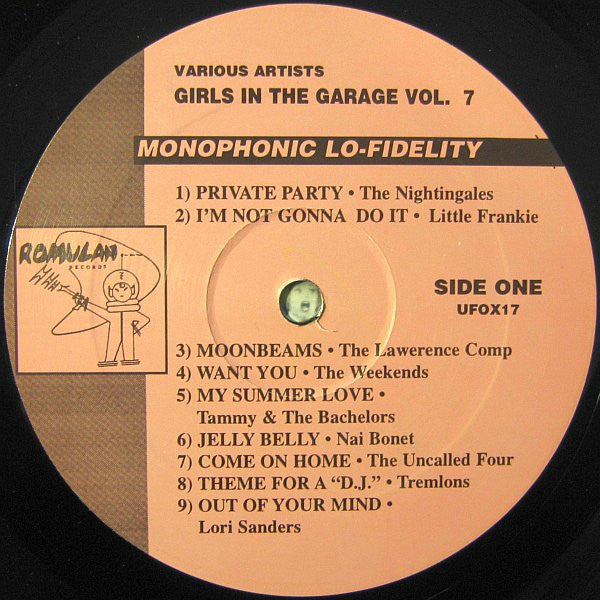 VARIOUS ARTISTS
GIRLS IN THE GARAGE VOL. 7
MONOPHONIC LO-FIDELITY
1) PRIVATE PARTY • The Nightingales
2) I'M NOT GONNA DO IT • Little Frankie
ROMULAN
RECORDS
SIDE ONE
UFOX17
3) MOONBEAMS • The Lawerence Comp
4) WANT YOU • The Weekends
5) MY SUMMER LOVE •
Tammy & The Bachelors
6) JELLY BELLY • Nai Bonet
7) COME ON HOME • The Uncalled Four
8) THEME FOR A “D.J.” • Tremlons
9) OUT OF YOUR MIND •
Lori Sanders